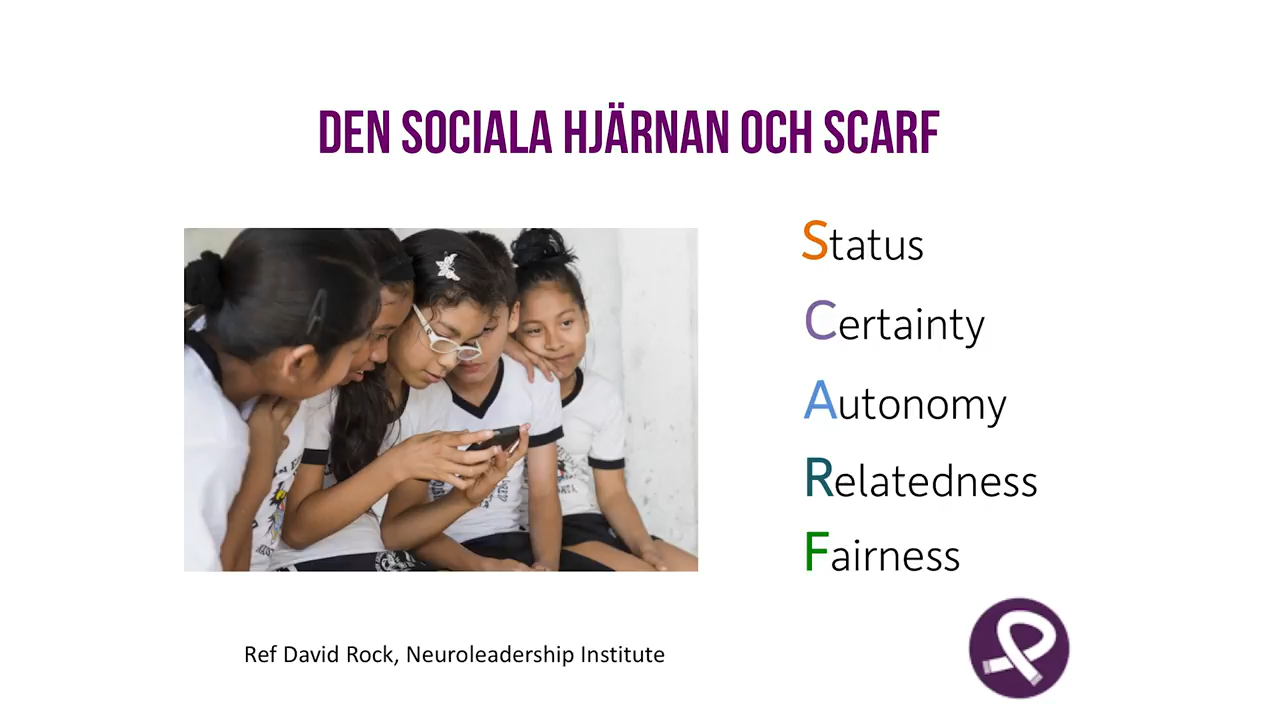 DEN SOCIALA HJÄRNAN OCH SCARF
Status
Certainty
Autonomy
Relatedness
Fairness
Ref David Rock, Neuroleadership Institute